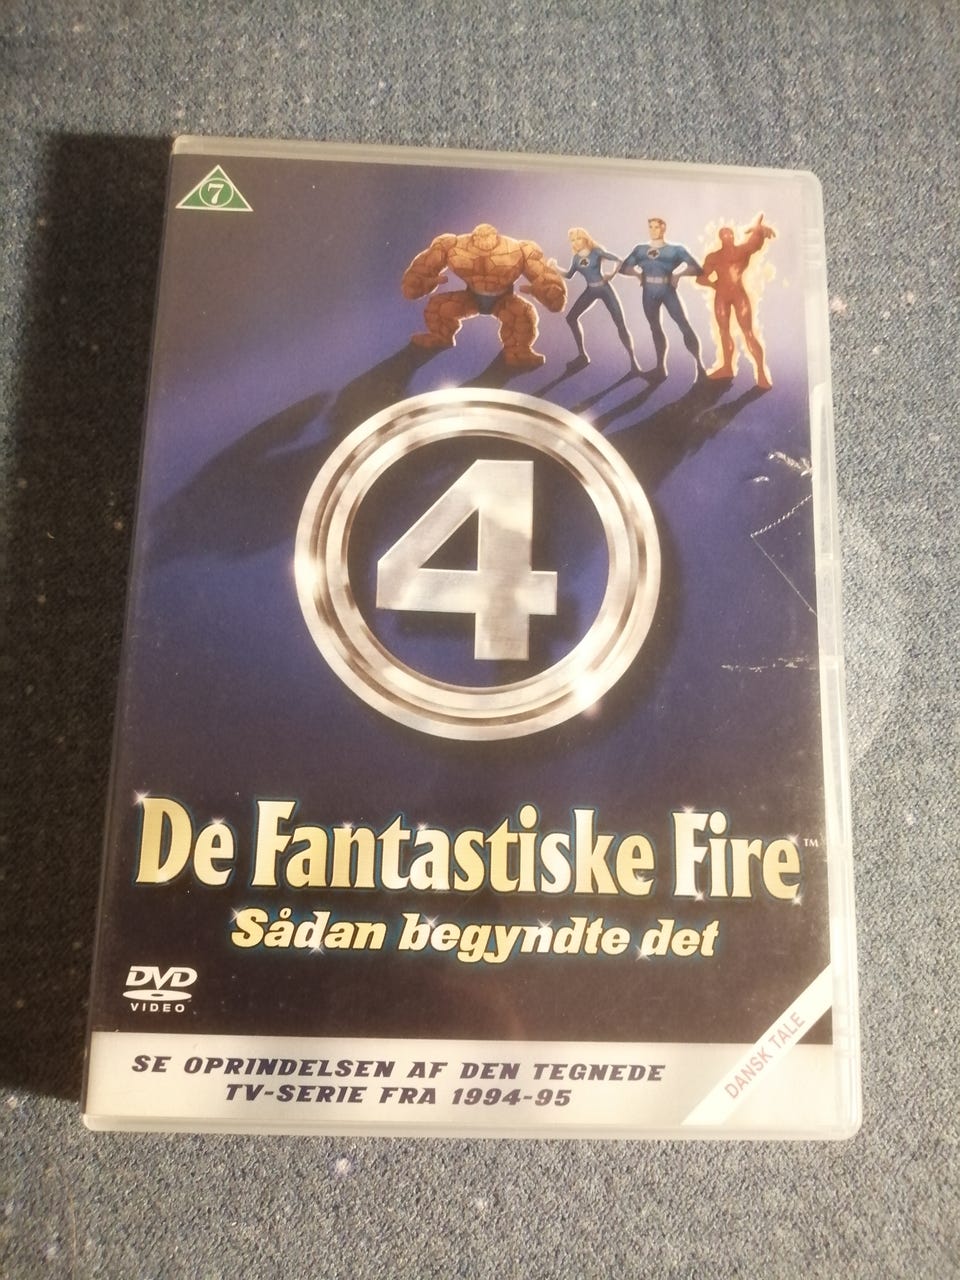 7
4
De Fantastiske Fire™
Sådan begyndte det
DVD
VIDEO
SE OPRINDELSEN AF DEN TEGNEDE
TV-SERIE FRA 1994-95
DANSK TALE